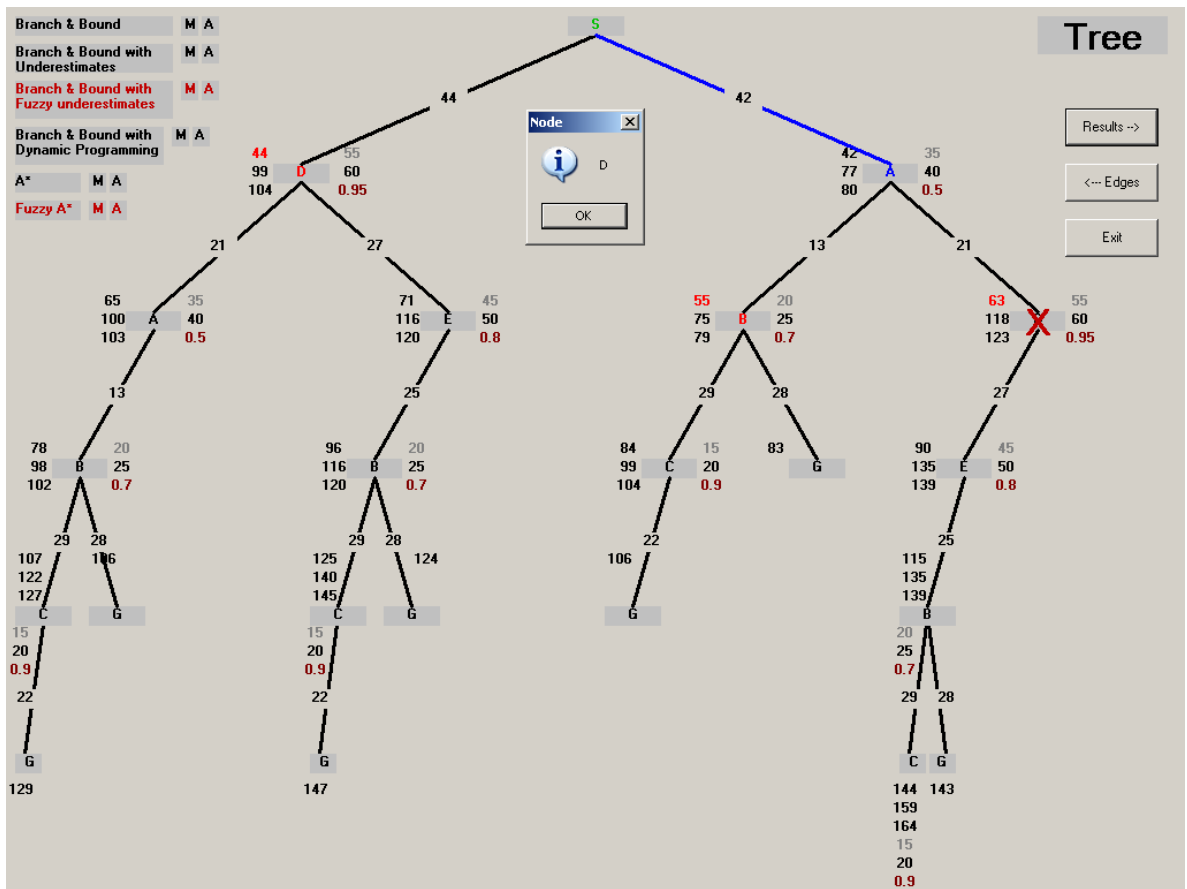 Branch & Bound M A
S
Tree
Branch & Bound with
Underestimates M A
Branch & Bound with
Fuzzy underestimates M A
44
42
Node
D
OK
Results -->
Branch & Bound with
Dynamic Programming M A
A* M A
<--- Edges
Fuzzy A* M A
Exit
44 55
99 D 60
104 0.95
42 35
77 A 40
80 0.5
21 27 13 21
65 35 71 45 55 20 63 55
100 A 40 116 E 50 75 B 25 118 60
103 0.5 120 0.8 79 0.7 123 0.95
13 25 29 28 27
78 20 96 20 84 15 83 90 45
98 B 25 116 B 25 99 C 20 G 135 E 50
102 0.7 120 0.7 104 0.9 139 0.8
29 28 29 28 22 25
107 106 125 124 106 115
122 140 135
127 145 139
C G C G G B
15 15 20
20 20 25
0.9 0.9 0.7
22 22 29 28
G G C G
129 147 144 143
159
164
15
20
0.9